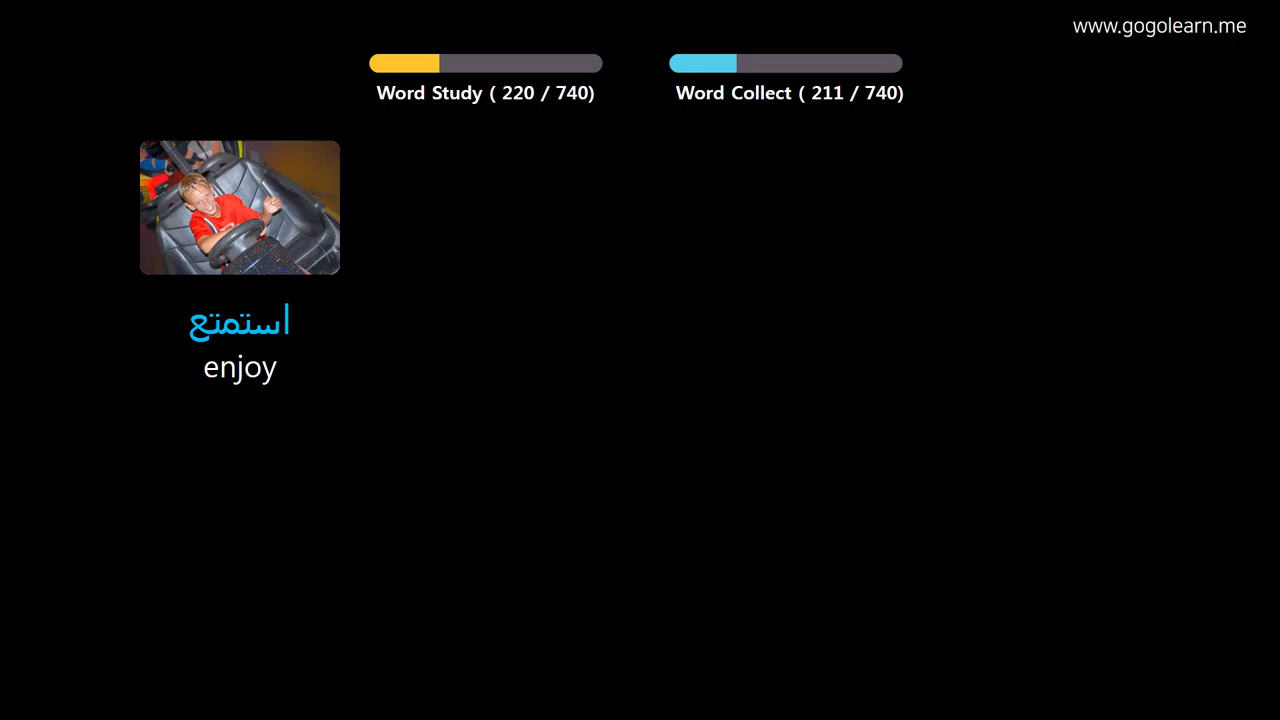 www.gogolearn.me
Word Study ( 220 / 740)
Word Collect ( 211 / 740)
استمتع
enjoy